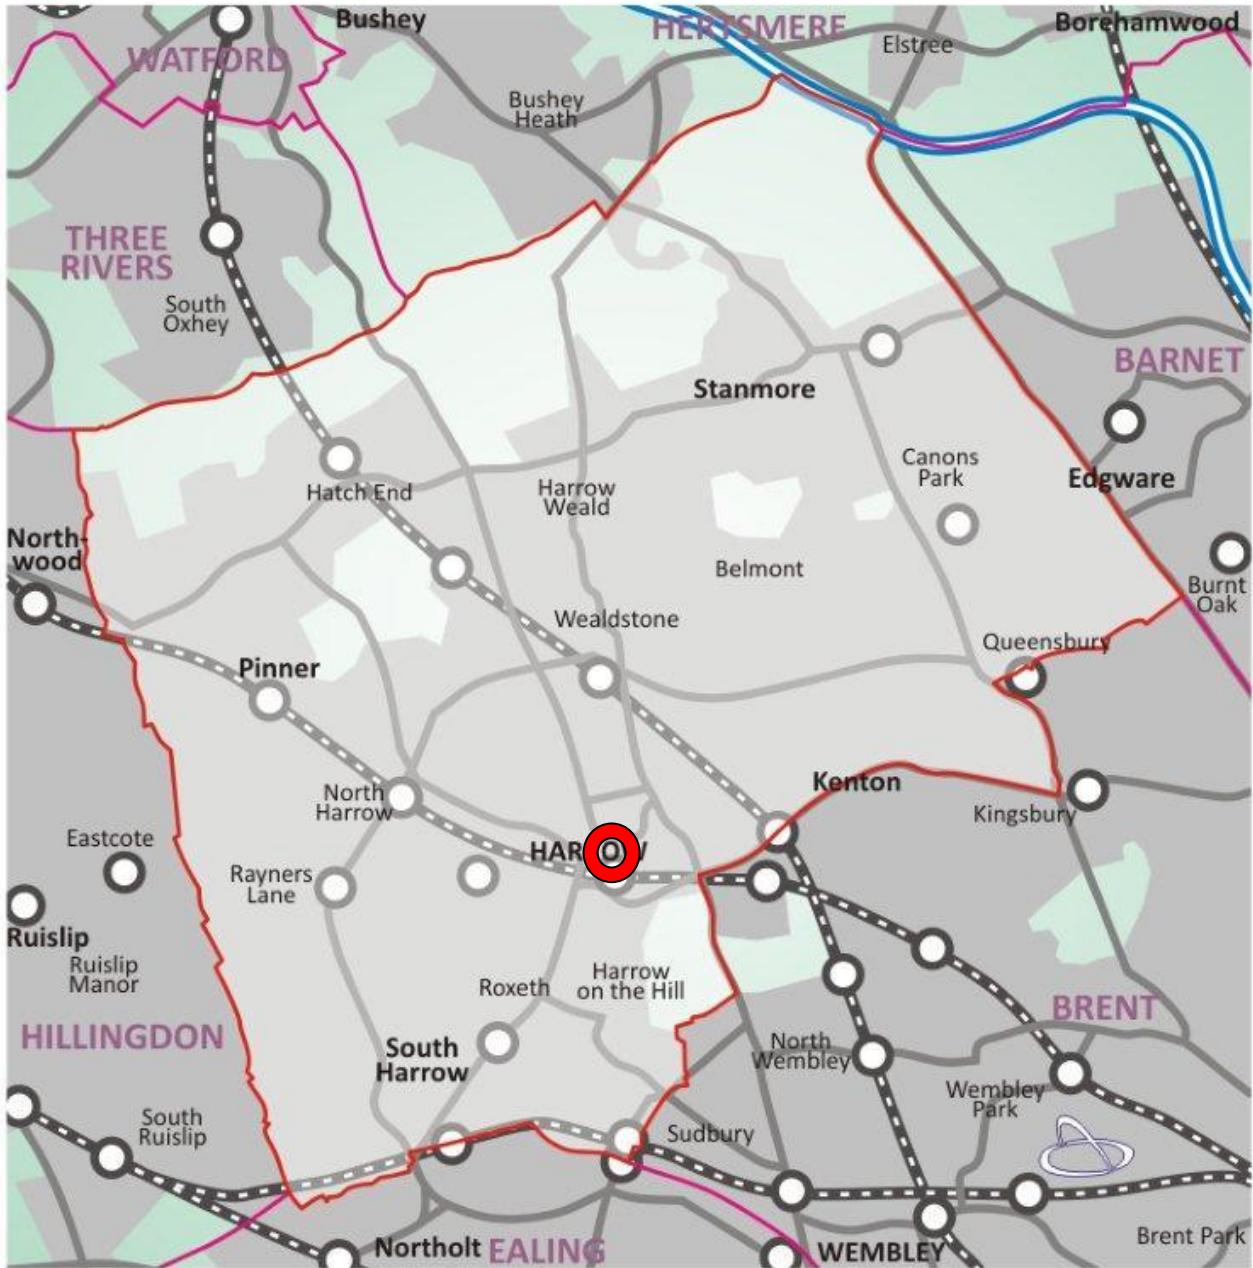 Bushey
HERTSMERE
Borehamwood
WATFORD
Elstree
Bushey
Heath
THREE
RIVERS
South
Oxhey
BARNET
Stanmore
Canons
Park
Edgware
Hatch End
Harrow
Weald
North-
wood
Belmont
Burnt
Oak
Wealdstone
Queensbury
Pinner
Kenton
North
Harrow
Kingsbury
Eastcote
Rayners
Lane
Ruislip
Ruislip
Manor
Roxeth
Harrow
on the Hill
HILLINGDON
BRENT
South
Harrow
North
Wembley
Wembley
Park
South
Ruislip
Sudbury
Brent Park
Northolt
EALING
WEMBLEY